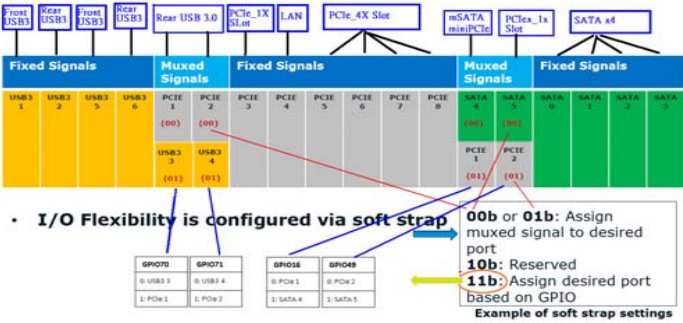 Front USB3
Rear USB3
Front USB3
Rear USB3
Rear USB 3.0
PCIe_1X SLot
LAN
PCIe_4X Slot
mSATA miniPCIe
PCIex_1x Slot
SATA x4
Fixed Signals
Muxed Signals
Fixed Signals
Muxed Signals
Fixed Signals
USB3 1
USB3 2
USB3 5
USB3 6
PCIE 1 (00)
PCIE 2 (00)
PCIE 3
PCIE 4
PCIE 5
PCIE 6
PCIE 7
PCIE 8
SATA 4 (00)
SATA 5 (00)
SATA 0
SATA 1
SATA 2
SATA 3
USB3 3 (01)
USB3 4 (01)
PCIE 1 (01)
PCIE 2 (01)
• I/O Flexibility is configured via soft strap
00b or 01b: Assign
muxed signal to desired
port
10b: Reserved
11b: Assign desired port
based on GPIO
GPIO70
0: USB3 3
1: PCIe 1
GPIO71
0: USB3 4
1: PCIe 2
GPIO16
0: PCIe 1
1: SATA 4
GPIO49
0: PCIe 2
1: SATA 5
Example of soft strap settings